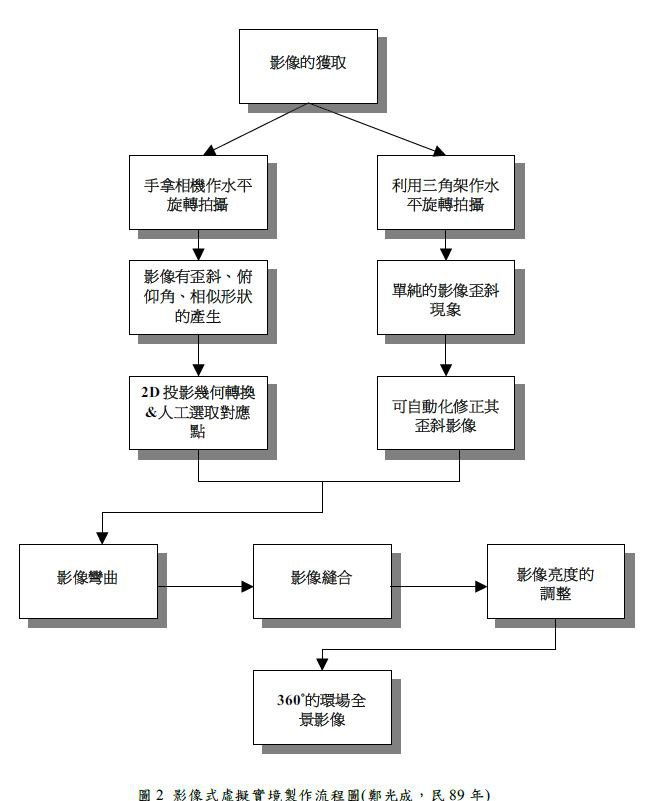 影像的獲取
手拿相機作水平
旋轉拍攝
利用三角架作水
平旋轉拍攝
影像有歪斜、俯
仰角、相似形狀
的產生
單純的影像歪斜
現象
2D 投影幾何轉換
&人工選取對應
點
可自動化修正其
歪斜影像
影像彎曲
影像縫合
影像亮度的
調整
360°的環場全
景影像
圖 2 影像式虛擬實境製作流程圖(鄭光成，民 89 年)